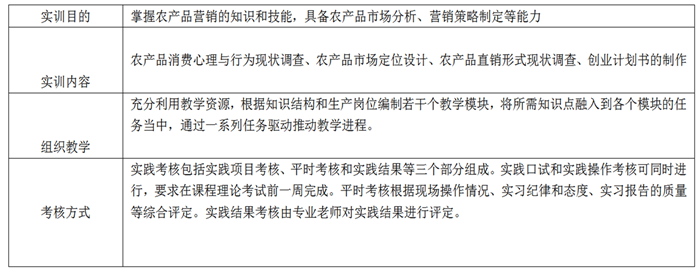 实训目的
掌握农产品营销的知识和技能，具备农产品市场分析、营销策略制定等能力
实训内容
农产品消费心理与行为现状调查、农产品市场定位设计、农产品直销形式现状调查、创业计划书的制作
组织教学
充分利用教学资源，根据知识结构和生产岗位编制若干个教学模块，将所需知识点融入到各个模块的任
务当中，通过一系列任务驱动推动教学进程。
考核方式
实践考核包括实践项目考核、平时考核和实践结果等三个部分组成。实践口试和实践操作考核可同时进
行，要求在课程理论考试前一周完成。平时考核根据现场操作情况、实习纪律和态度、实习报告的质量
等综合评定。实践结果考核由专业老师对实践结果进行评定。